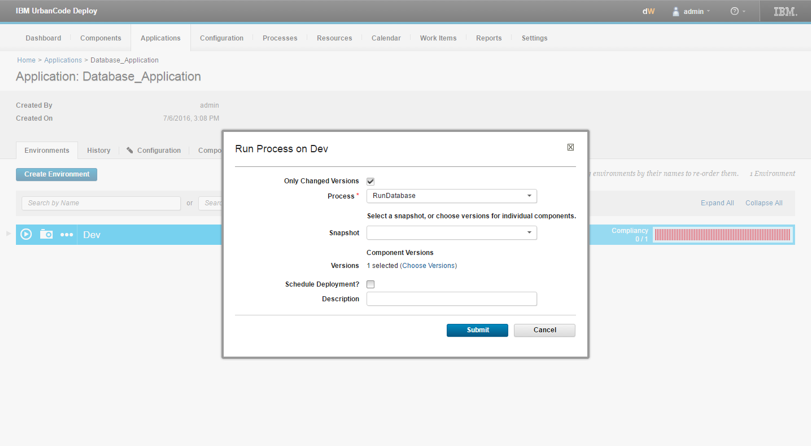 IBM UrbanCode Deploy
dW
admin
IBM.
Dashboard
Components
Applications
Configuration
Processes
Resources
Calendar
Work Items
Reports
Settings
Home > Applications > Database_Application
Application: Database_Application
Created By admin
Created On 7/6/2016, 3:08 PM
Environments
History
Configuration
Compo
Create Environment
environments by their names to re-order them.
1 Environment
Search by Name
or
Searc
Expand All
Collapse All
Dev
Compliancy
0 / 1
Run Process on Dev
Only Changed Versions
Process * RunDatabase
Select a snapshot, or choose versions for individual components.
Snapshot
Component Versions
Versions 1 selected (Choose Versions)
Schedule Deployment?
Description
Submit
Cancel